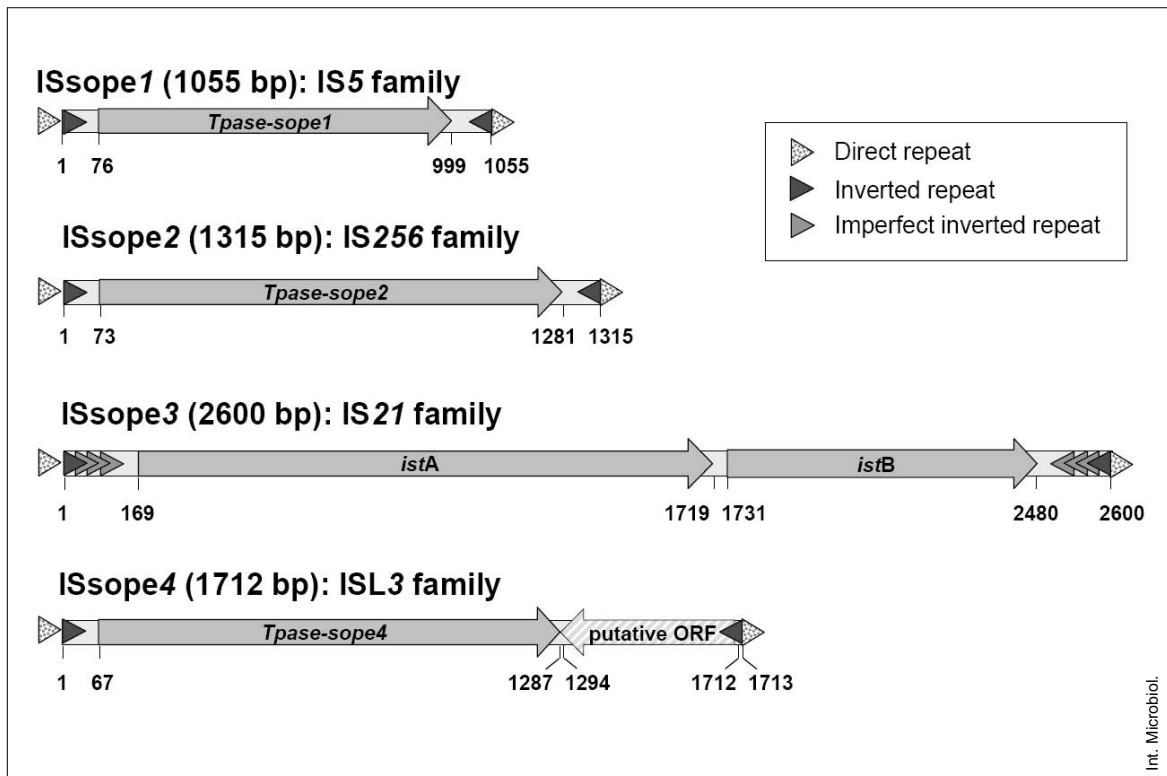 ISsope1 (1055 bp): IS5 family
Tpase-sope1
1 76 999 1055
Direct repeat
Inverted repeat
Imperfect inverted repeat
ISsope2 (1315 bp): IS256 family
Tpase-sope2
1 73 1281 1315
ISsope3 (2600 bp): IS21 family
istA istB
1 169 1719 1731 2480 2600
ISsope4 (1712 bp): ISL3 family
Tpase-sope4 putative ORF
1 67 1287 1294 1712 1713
Int. Microbiol.